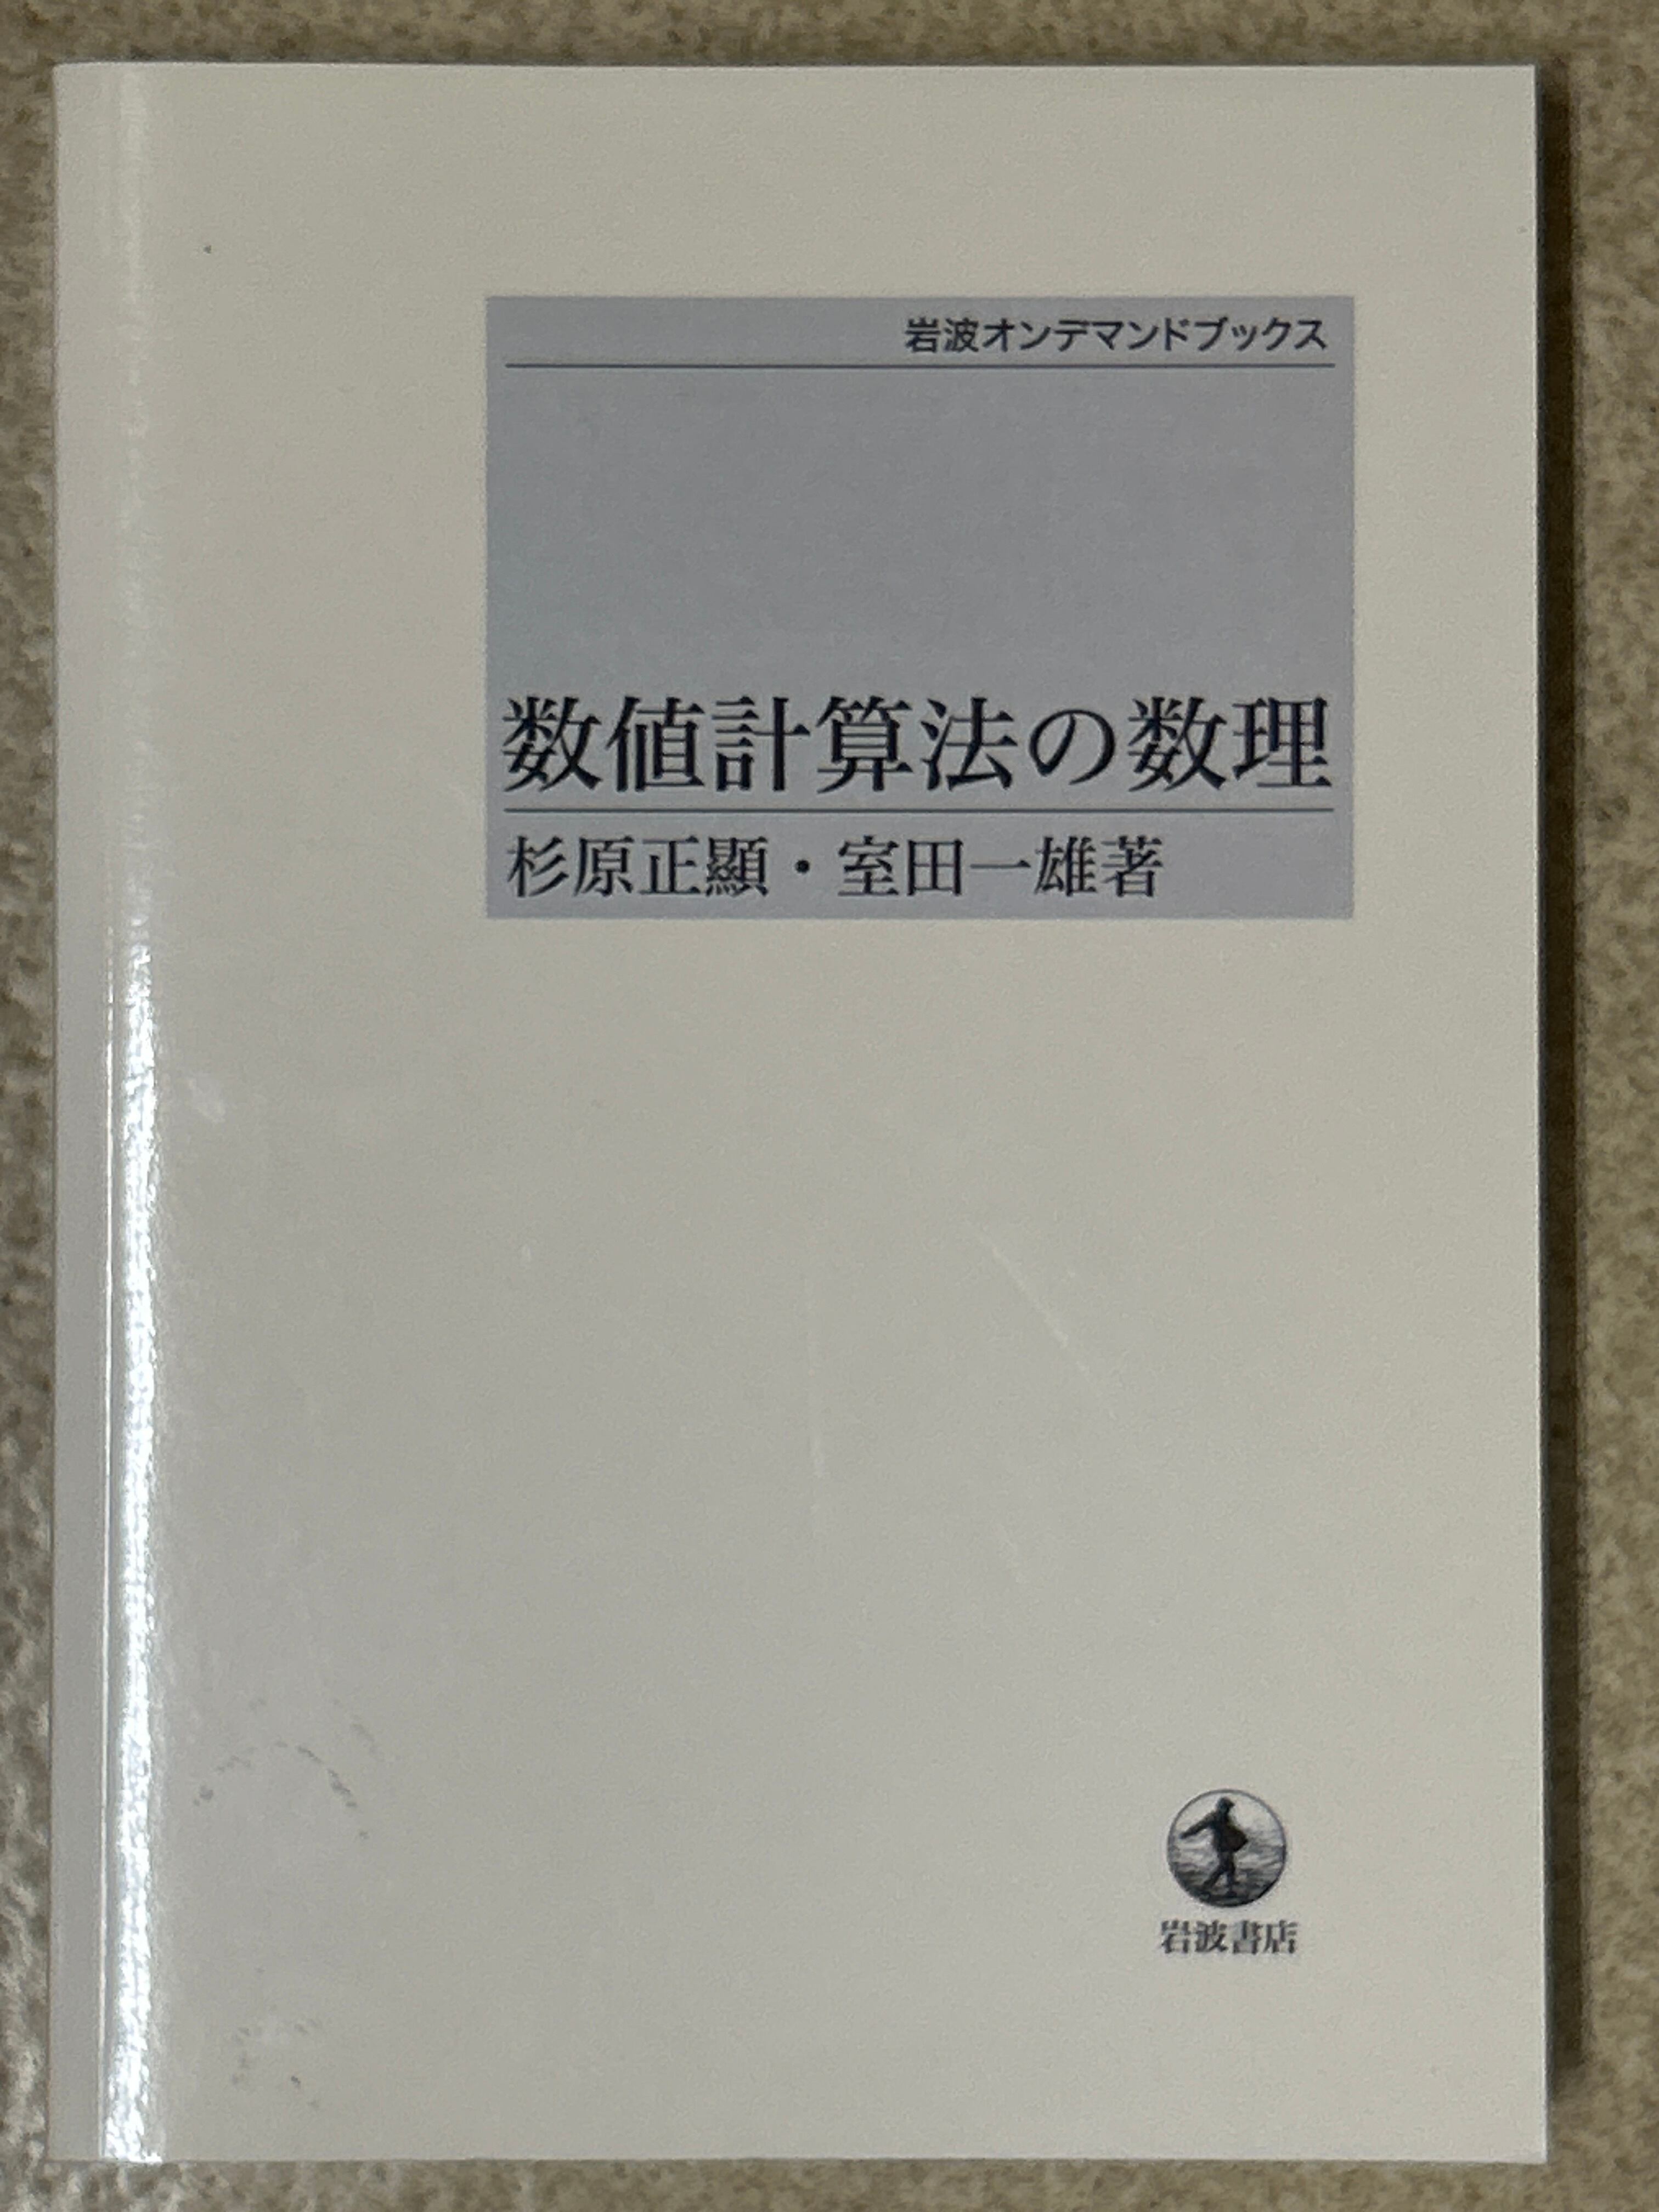 岩波オンデマンドブックス
数値計算法の数理
杉原正顯・室田一雄著
岩波書店